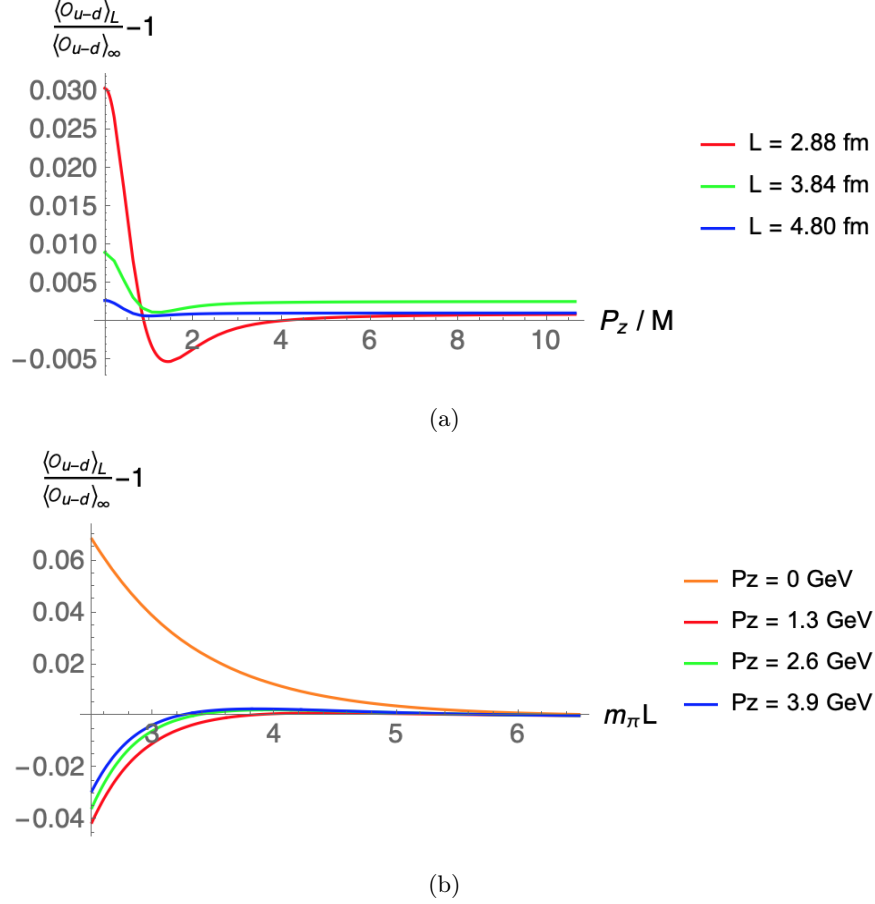 ⟨O_{u−d}⟩_L
⟨O_{u−d}⟩_∞ −1
0.030
0.025
0.020
0.015
0.010
0.005
−0.005
2 4 6 8 10
P_z / M
L = 2.88 fm
L = 3.84 fm
L = 4.80 fm
(a)
⟨O_{u−d}⟩_L
⟨O_{u−d}⟩_∞ −1
0.06
0.04
0.02
−0.02
−0.04
3 4 5 6
m_π L
Pz = 0 GeV
Pz = 1.3 GeV
Pz = 2.6 GeV
Pz = 3.9 GeV
(b)